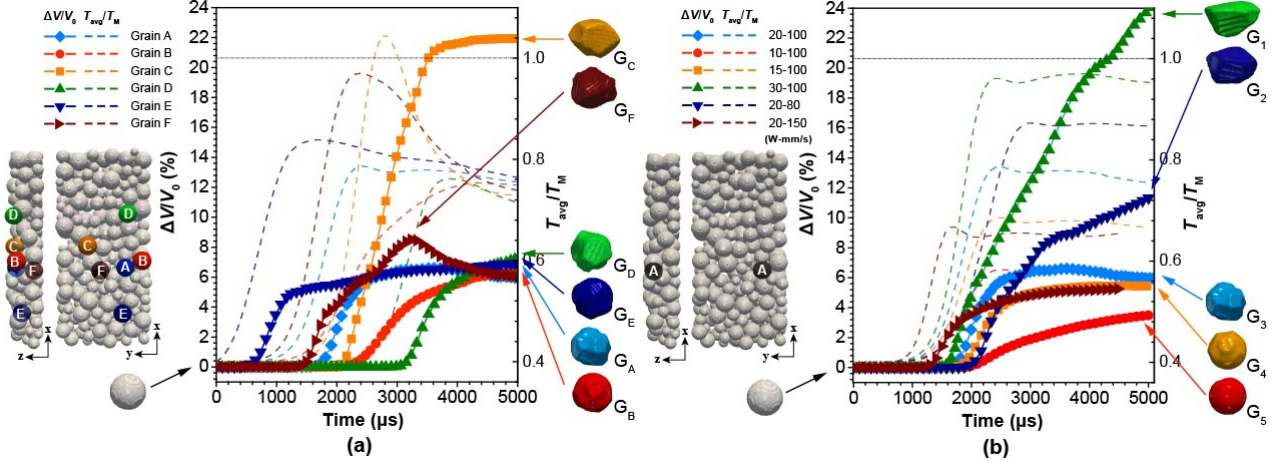 ΔV/V₀ T_avg/T_M
Grain A
Grain B
Grain C
Grain D
Grain E
Grain F
D
C
B
F
E
D
C
B
F
A
E
x
z
x
y
ΔV/V₀ (%)
24
22
20
18
16
14
12
10
8
6
4
2
0
0 1000 2000 3000 4000 5000
Time (µs)
1.0
0.8
0.6
0.4
T_avg/T_M
G_C
G_F
G_D
G_E
G_A
G_B
(a)
ΔV/V₀ T_avg/T_M
20-100
10-100
15-100
30-100
20-80
20-150
(W-mm/s)
A
A
x
z
x
y
ΔV/V₀ (%)
24
22
20
18
16
14
12
10
8
6
4
2
0
0 1000 2000 3000 4000 5000
Time (µs)
1.0
0.8
0.6
0.4
T_avg/T_M
G₁
G₂
G₃
G₄
G₅
(b)